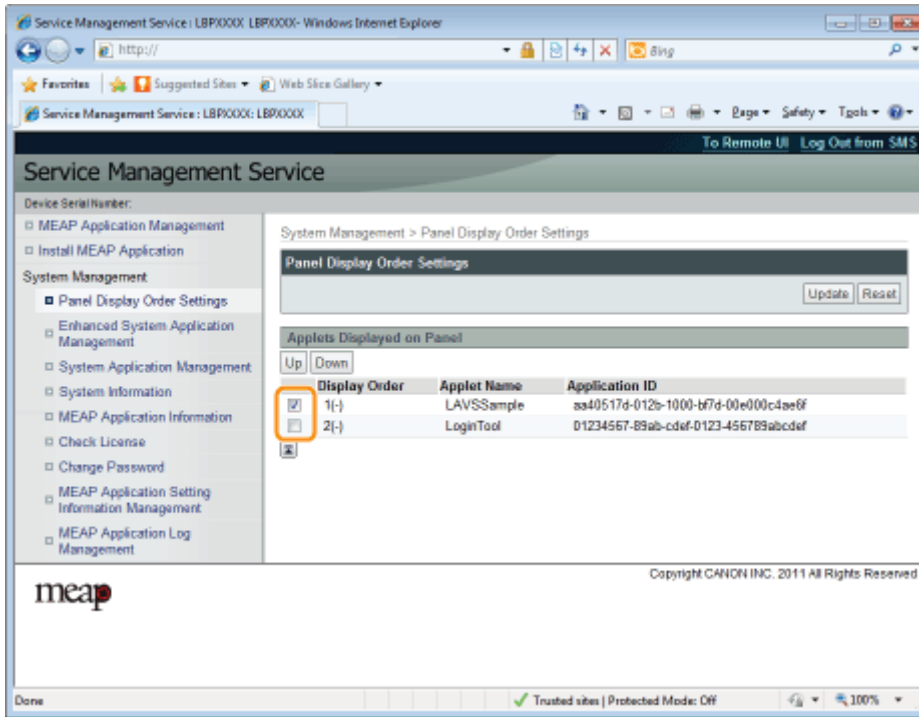 Service Management Service : LBPXXXX: LBPXXXX- Windows Internet Explorer
http://
Bing
Favorites Suggested Sites Web Slice Gallery
Service Management Service : LBPXXXX: LBPXXXX
Page Safety Tools
To Remote UI Log Out from SMS
Service Management Service
Device Serial Number:
MEAP Application Management
Install MEAP Application
System Management
Panel Display Order Settings
Enhanced System Application
Management
System Application Management
System Information
MEAP Application Information
Check License
Change Password
MEAP Application Setting
Information Management
MEAP Application Log
Management
System Management > Panel Display Order Settings
Panel Display Order Settings
Update Reset
Applets Displayed on Panel
Up Down
Display Order Applet Name Application ID
1(-) LAVSSample aa40517d-012b-1000-bf7d-00e000c4ae6f
2(-) LoginTool 01234567-89ab-cdef-0123-456789abcdef
Copyright CANON INC. 2011 All Rights Reserved
meap
Done Trusted sites | Protected Mode: Off 100%